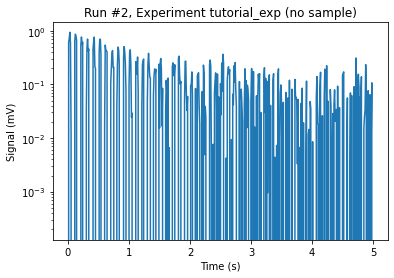 Run #2, Experiment tutorial_exp (no sample)
10⁰
10⁻¹
10⁻²
10⁻³
Signal (mV)
0 1 2 3 4 5
Time (s)